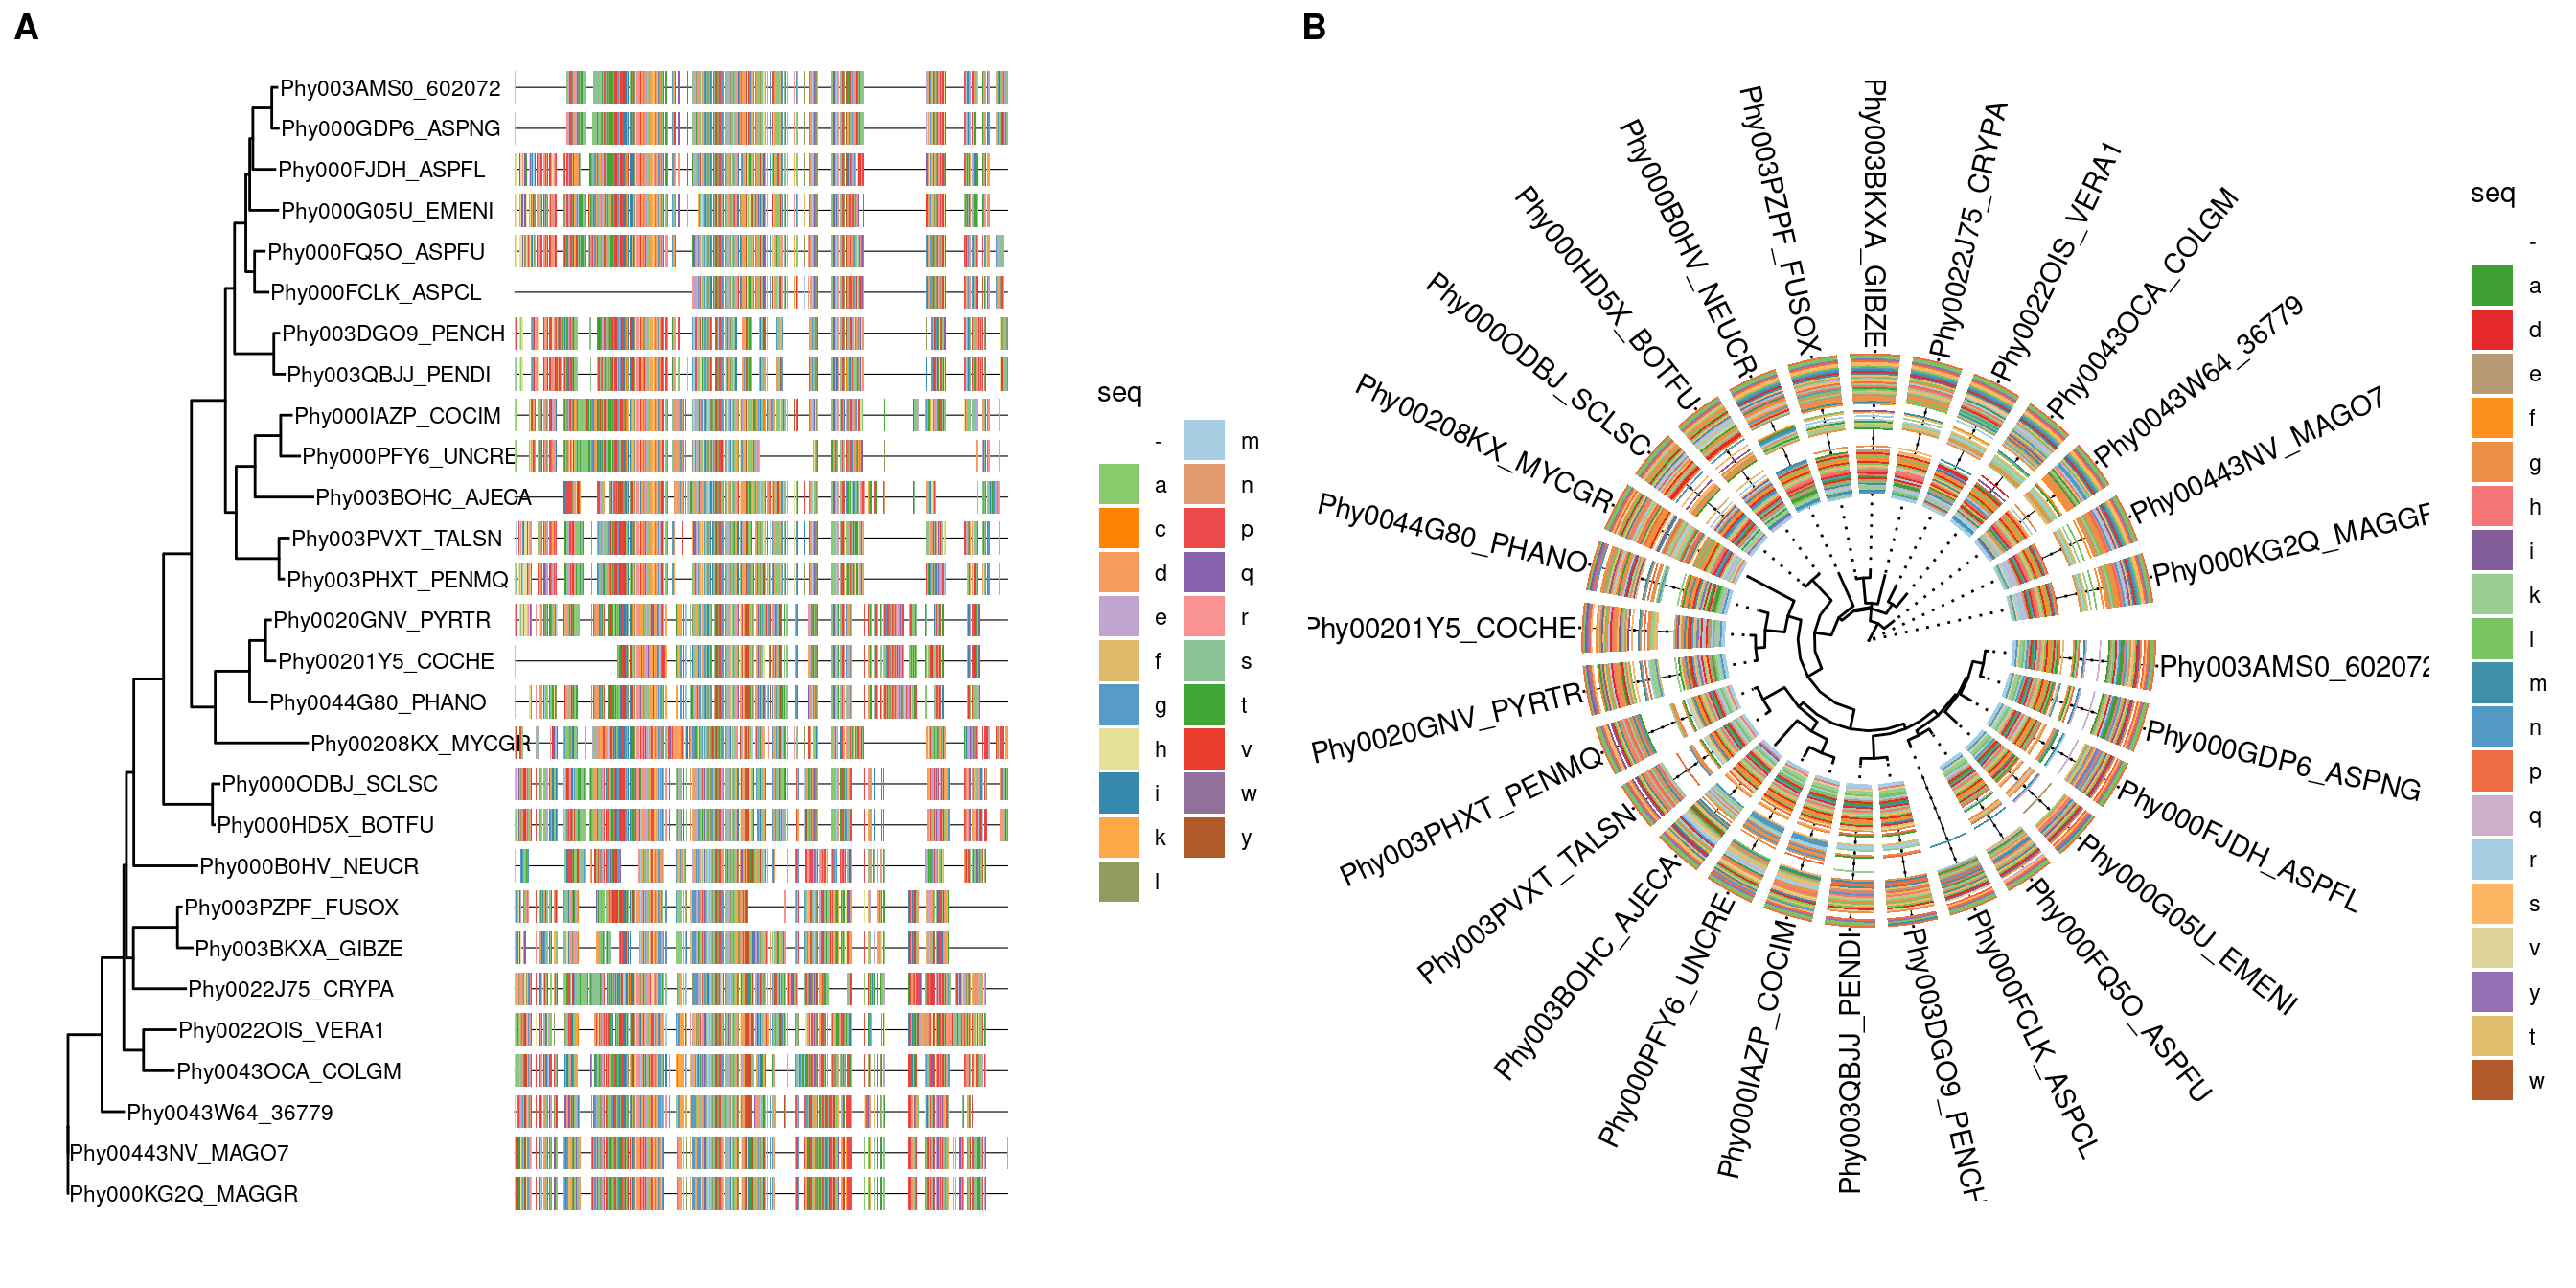 A
Phy003AMS0_602072
Phy000GDP6_ASPNG
Phy000FJDH_ASPFL
Phy000G05U_EMENI
Phy000FQ5O_ASPFU
Phy000FCLK_ASPCL
Phy003DGO9_PENCH
Phy003QBJJ_PENDI
Phy000IAZP_COCIM
Phy000PFY6_UNCRE
Phy003BOHC_AJECA
Phy003PVXT_TALSN
Phy003PHXT_PENMQ
Phy0020GNV_PYRTR
Phy00201Y5_COCHE
Phy0044G80_PHANO
Phy00208KX_MYCGR
Phy000ODBJ_SCLSC
Phy000HD5X_BOTFU
Phy000B0HV_NEUCR
Phy003PZPF_FUSOX
Phy003BKXA_GIBZE
Phy0022J75_CRYPA
Phy0022OIS_VERA1
Phy0043OCA_COLGM
Phy0043W64_36779
Phy00443NV_MAGO7
Phy000KG2Q_MAGGR
seq
-
a
c
d
e
f
g
h
i
k
l
m
n
p
q
r
s
t
v
w
y
B
Phy003BKXA_GIBZE
Phy0022J75_CRYPA
Phy0022OIS_VERA1
Phy0043OCA_COLGM
Phy0043W64_36779
Phy00443NV_MAGO7
Phy000KG2Q_MAGGR
Phy003AMS0_602072
Phy000GDP6_ASPNG
Phy000FJDH_ASPFL
Phy000G05U_EMENI
Phy000FQ5O_ASPFU
Phy000FCLK_ASPCL
Phy003DGO9_PENCH
Phy003QBJJ_PENDI
Phy000IAZP_COCIM
Phy000PFY6_UNCRE
Phy003BOHC_AJECA
Phy003PVXT_TALSN
Phy003PHXT_PENMQ
Phy0020GNV_PYRTR
Phy00201Y5_COCHE
Phy0044G80_PHANO
Phy00208KX_MYCGR
Phy000ODBJ_SCLSC
Phy000HD5X_BOTFU
Phy000B0HV_NEUCR
Phy003PZPF_FUSOX
seq
-
a
d
e
f
g
h
i
k
l
m
n
p
q
r
s
v
y
t
w